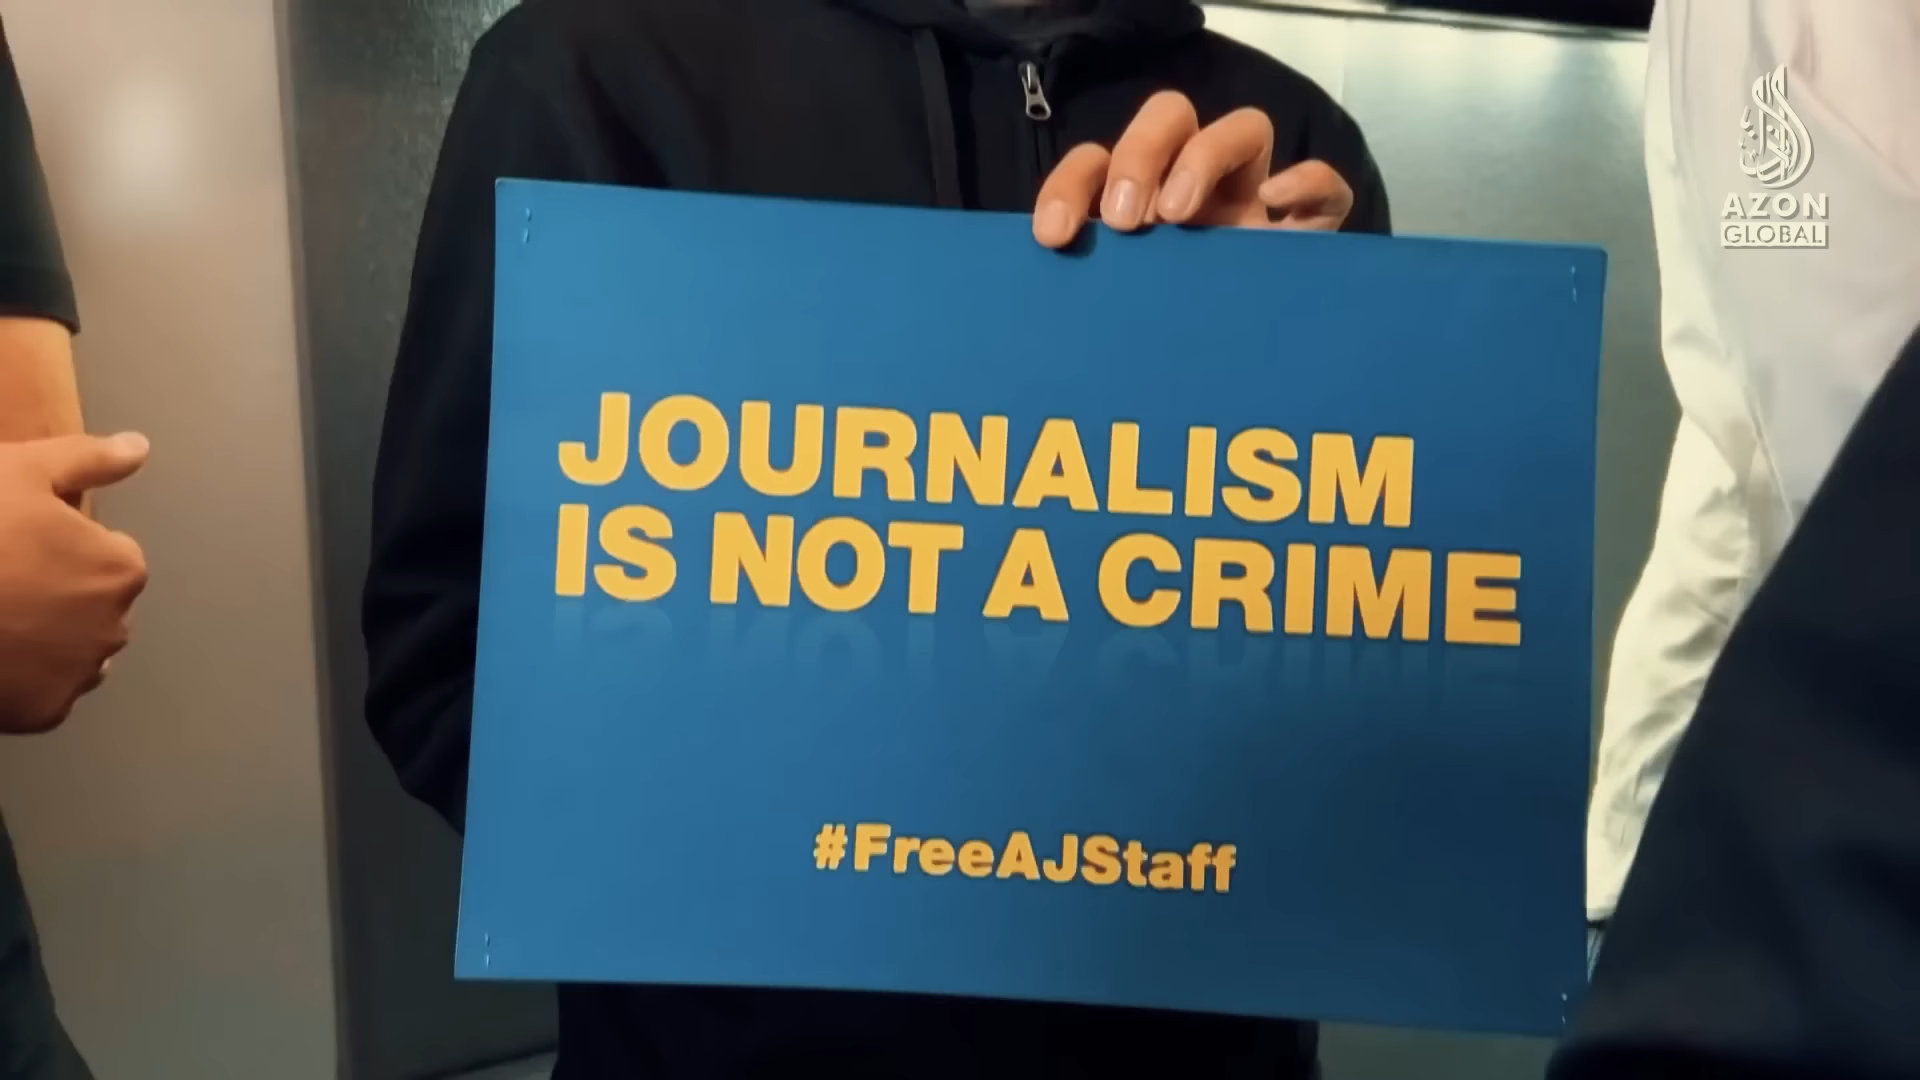 AZON
GLOBAL
JOURNALISM
IS NOT A CRIME
#FreeAJStaff